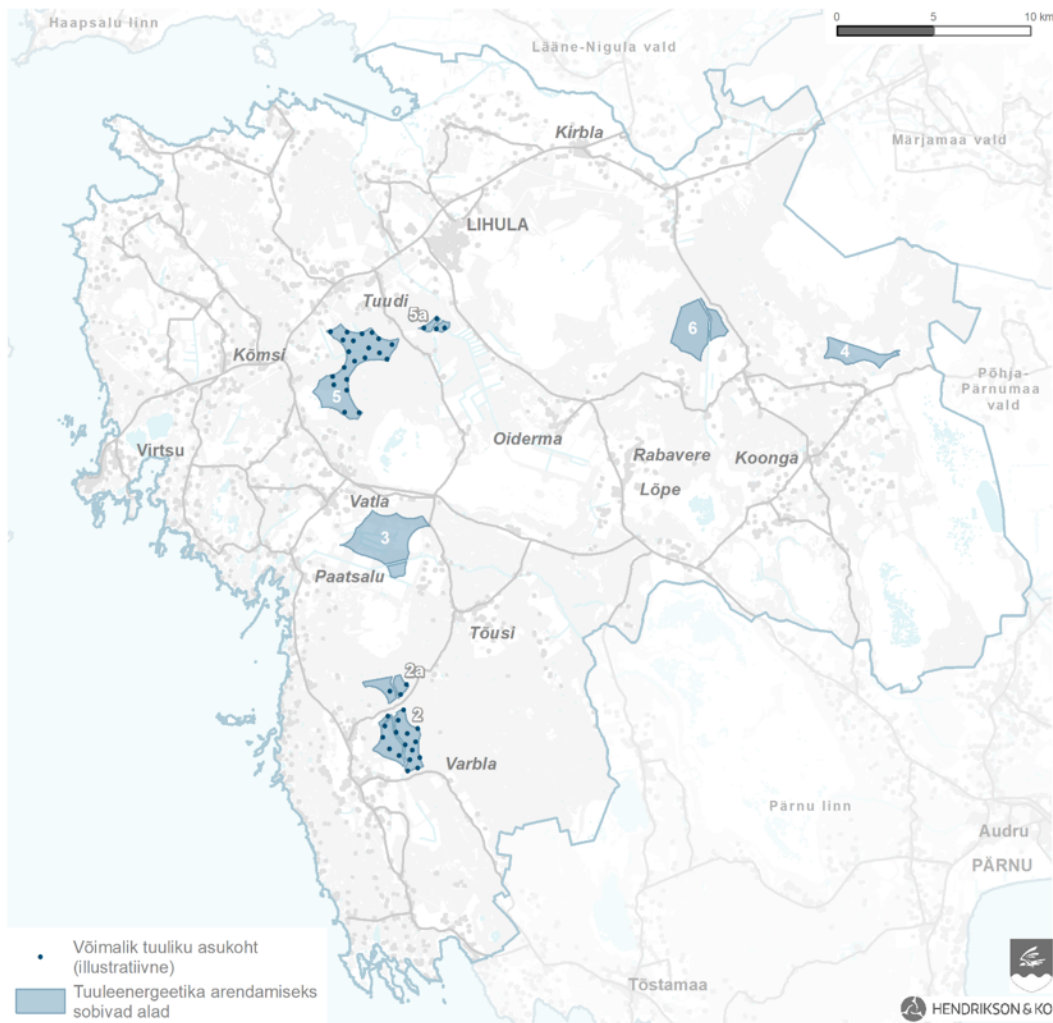 Haapsalu linn
0 5 10 km
Lääne-Nigula vald
Kirbla
Märjamaa vald
LIHULA
Tuudi
5a
6
4
Kõmsi
Põhja-
Pärnumaa
vald
5
Oiderma
Virtsu
Rabavere
Koonga
Lõpe
Vatla
3
Paatsalu
Tõusi
2a
2
Varbla
Pärnu linn
Audru
PÄRNU
Võimalik tuuliku asukoht
(illustratiivne)
Tuuleenergeetika arendamiseks
sobivad alad
Tõstamaa
HENDRIKSON & KO